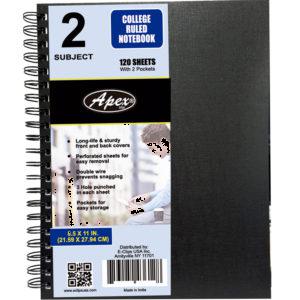 2
SUBJECT
COLLEGE
RULED
NOTEBOOK
120 SHEETS
With 2 Pockets
Apex®
• Long-life & sturdy
front and back covers
• Perforated sheets for
easy removal
• Double wire
prevents snagging
• 3 Hole punched
in each sheet
• Pockets for
easy storage
8.5 X 11 IN.
(21.59 X 27.94 CM)
Distributed by:
E-Clips USA Inc.
Amityville NY 11701
Made in India